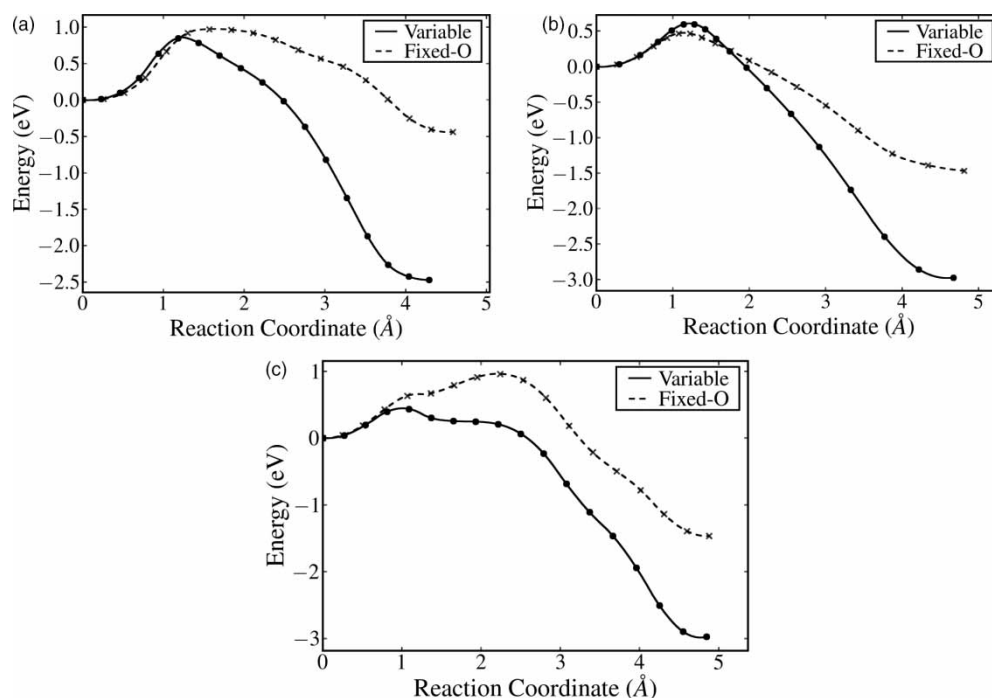 (a)
Variable
Fixed-O
1.0
0.5
0.0
−0.5
−1.0
−1.5
−2.0
−2.5
Energy (eV)
0 1 2 3 4 5
Reaction Coordinate (Å)
(b)
Variable
Fixed-O
0.5
0.0
−0.5
−1.0
−1.5
−2.0
−2.5
−3.0
Energy (eV)
0 1 2 3 4 5
Reaction Coordinate (Å)
(c)
Variable
Fixed-O
1
0
−1
−2
−3
Energy (eV)
0 1 2 3 4 5
Reaction Coordinate (Å)